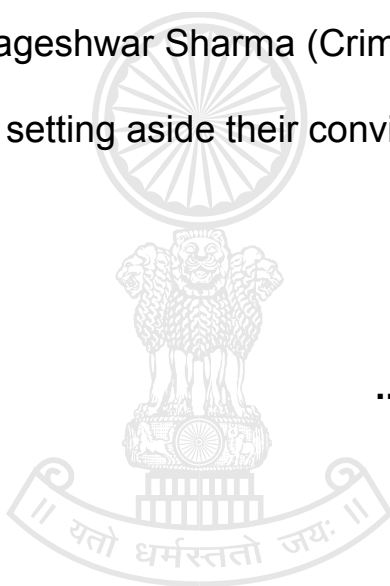 ageshwar Sharma (Crim
setting aside their convi
..
॥ यतो धर्मस्ततो जयः ॥